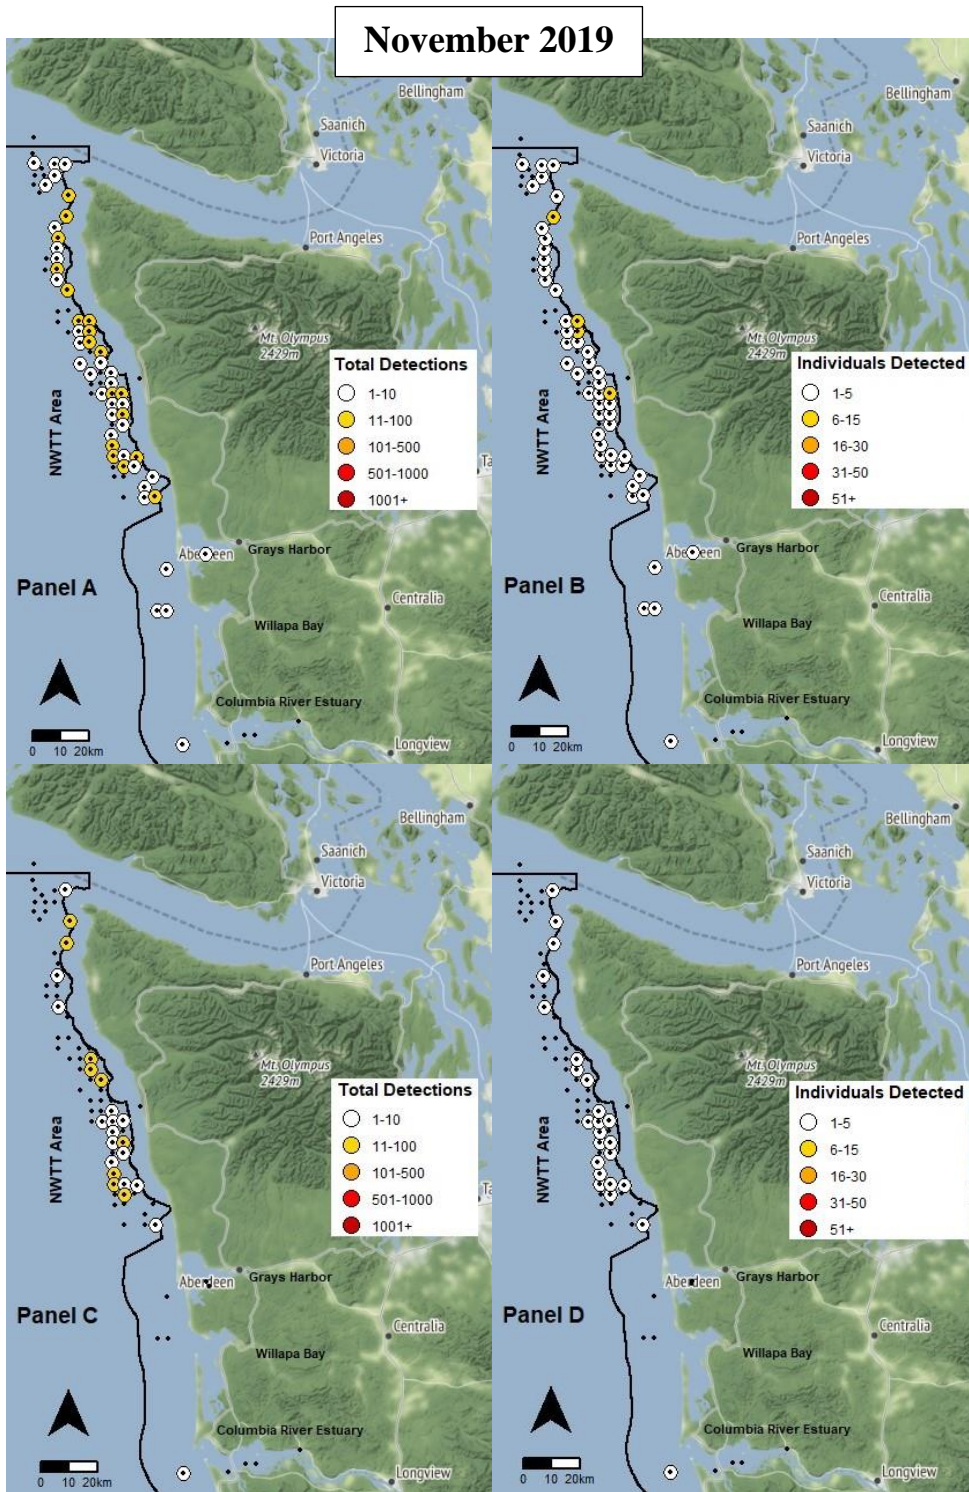 November 2019
Bellingham
Saanich
Victoria
Port Angeles
Mt. Olympus
2429m
NWTT Area
Total Detections
1-10
11-100
101-500
501-1000
1001+
Ta
Aberdeen
Grays Harbor
Panel A
Centralia
Willapa Bay
Columbia River Estuary
0 10 20km
Longview
Bellingham
Saanich
Victoria
Port Angeles
Mt. Olympus
2429m
NWTT Area
Individuals Detected
1-5
6-15
16-30
31-50
51+
Aberdeen
Grays Harbor
Panel B
Centralia
Willapa Bay
Columbia River Estuary
0 10 20km
Longview
Bellingham
Saanich
Victoria
Port Angeles
Mt. Olympus
2429m
NWTT Area
Total Detections
1-10
11-100
101-500
501-1000
1001+
Ta
Aberdeen
Grays Harbor
Panel C
Centralia
Willapa Bay
Columbia River Estuary
0 10 20km
Longview
Bellingham
Saanich
Victoria
Port Angeles
Mt. Olympus
2429m
NWTT Area
Individuals Detected
1-5
6-15
16-30
31-50
51+
Aberdeen
Grays Harbor
Panel D
Centralia
Willapa Bay
Columbia River Estuary
0 10 20km
Longview